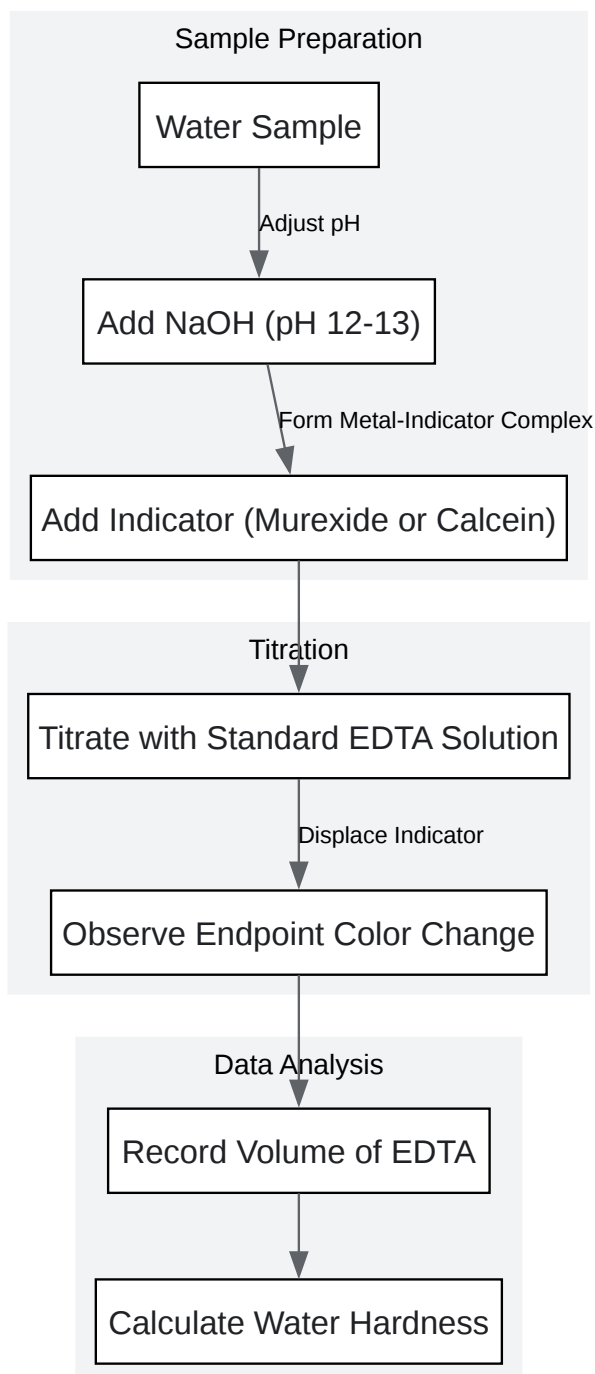 Sample Preparation
Water Sample
Adjust pH
Add NaOH (pH 12-13)
Form Metal-Indicator Complex
Add Indicator (Murexide or Calcein)
Titration
Titrate with Standard EDTA Solution
Displace Indicator
Observe Endpoint Color Change
Data Analysis
Record Volume of EDTA
Calculate Water Hardness